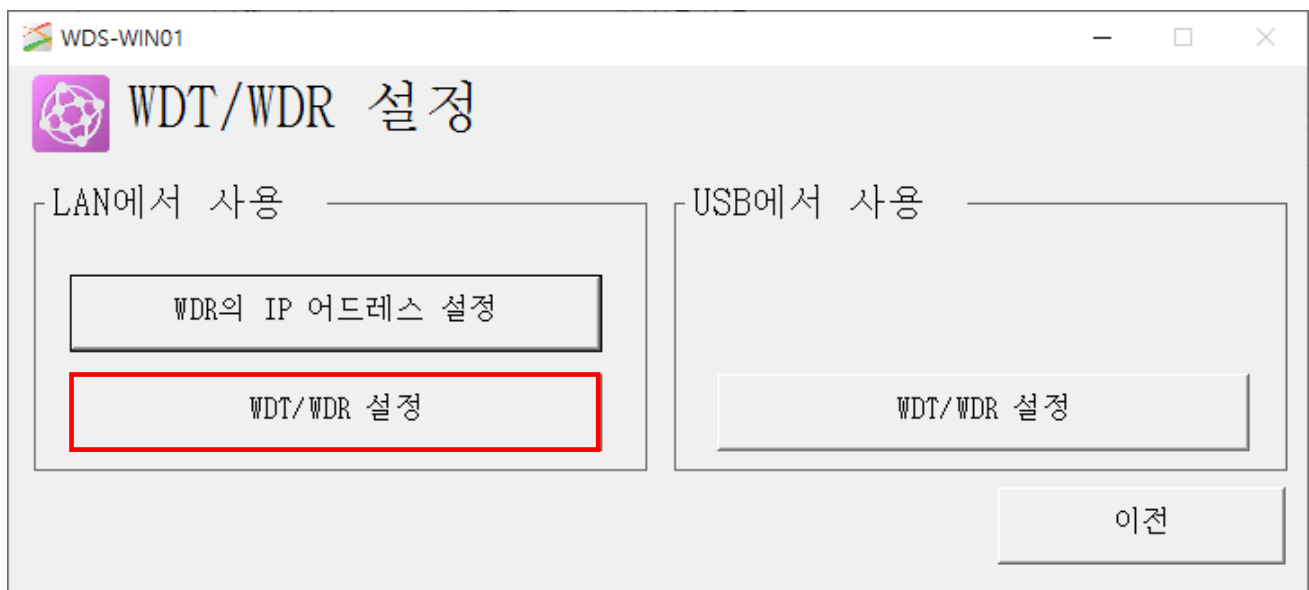 WDS-WIN01
WDT/WDR 설정
LAN에서 사용
WDR의 IP 어드레스 설정
WDT/WDR 설정
USB에서 사용
WDT/WDR 설정
이전